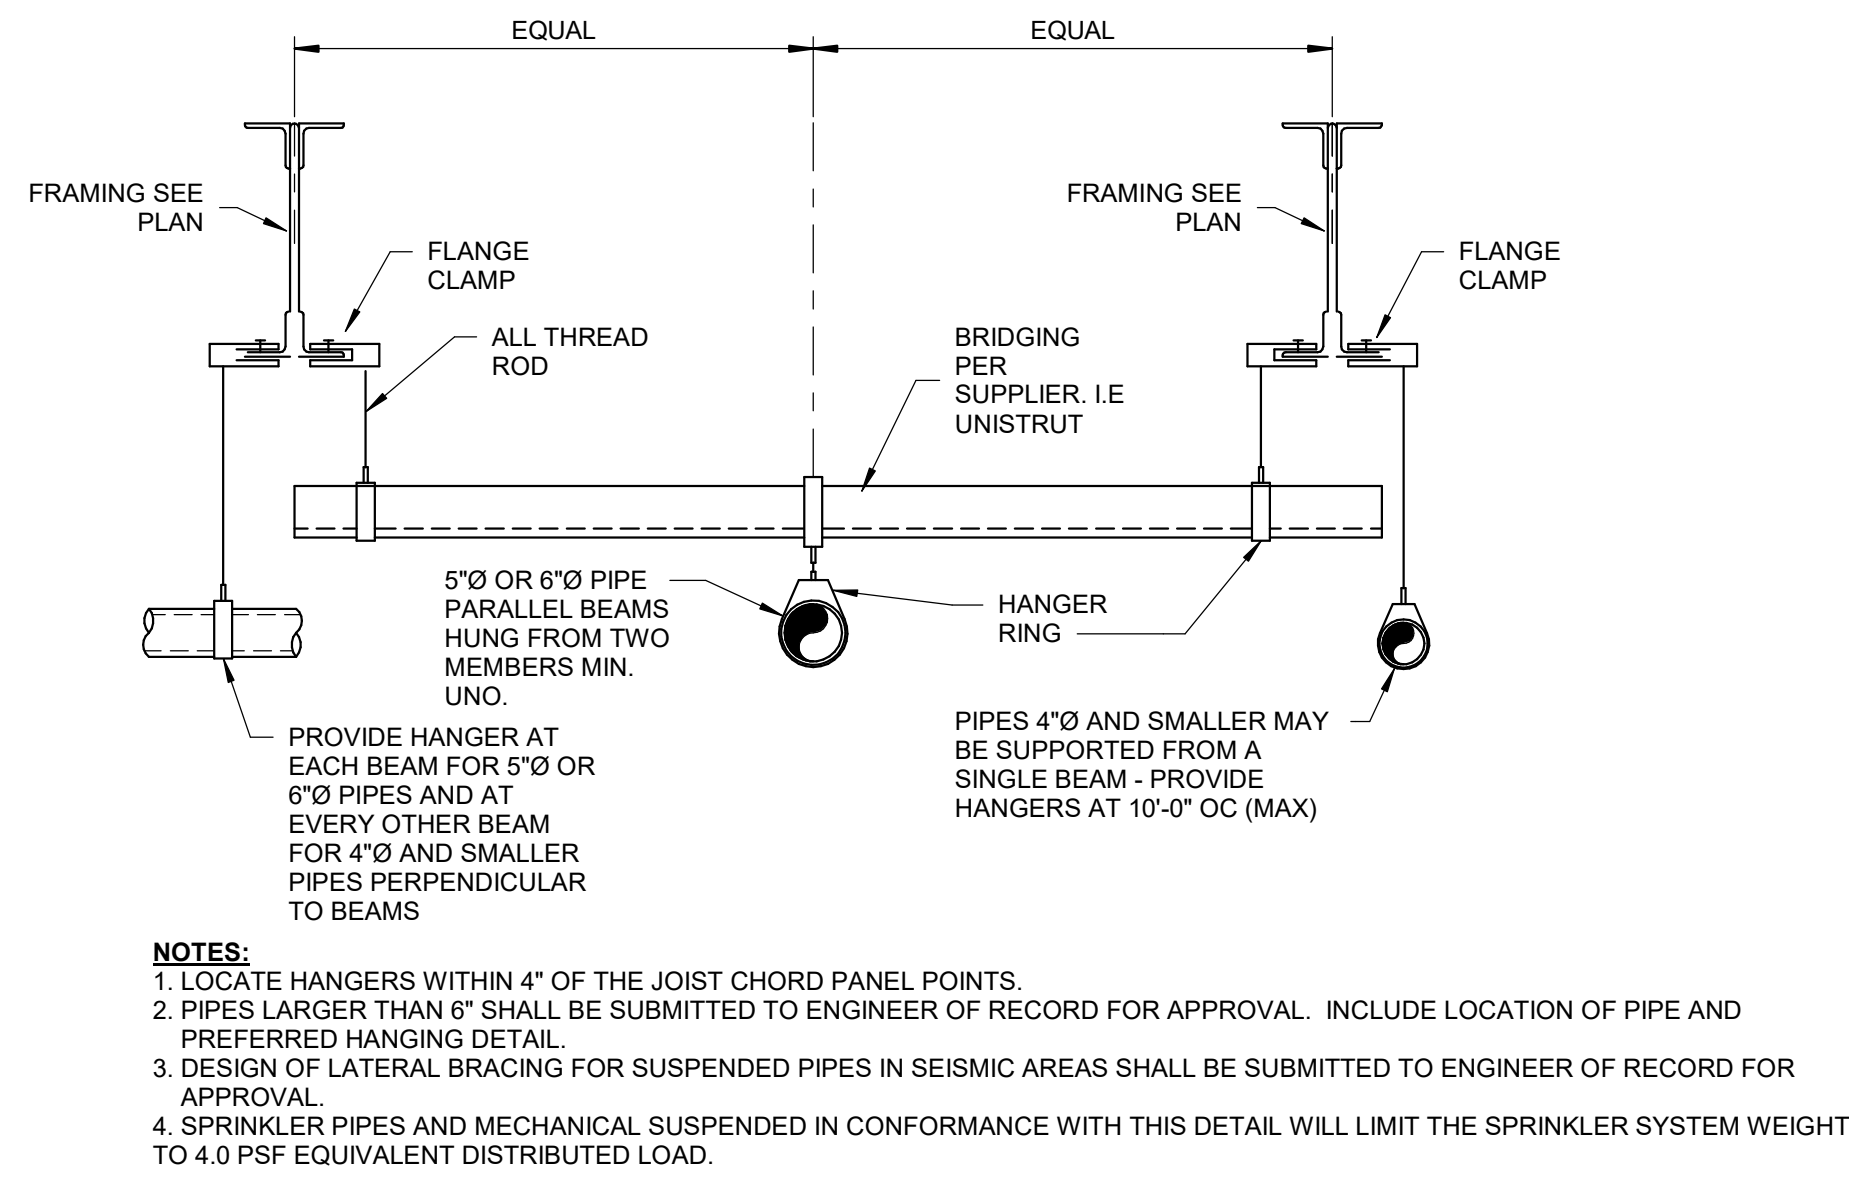 EQUAL
EQUAL
FRAMING SEE
PLAN
FLANGE
CLAMP
ALL THREAD
ROD
FRAMING SEE
PLAN
FLANGE
CLAMP
BRIDGING
PER
SUPPLIER. I.E
UNISTRUT
5"Ø OR 6"Ø PIPE
PARALLEL BEAMS
HUNG FROM TWO
MEMBERS MIN.
UNO.
HANGER
RING
PROVIDE HANGER AT
EACH BEAM FOR 5"Ø OR
6"Ø PIPES AND AT
EVERY OTHER BEAM
FOR 4"Ø AND SMALLER
PIPES PERPENDICULAR
TO BEAMS
PIPES 4"Ø AND SMALLER MAY
BE SUPPORTED FROM A
SINGLE BEAM - PROVIDE
HANGERS AT 10'-0" OC (MAX)
NOTES:
1. LOCATE HANGERS WITHIN 4" OF THE JOIST CHORD PANEL POINTS.
2. PIPES LARGER THAN 6" SHALL BE SUBMITTED TO ENGINEER OF RECORD FOR APPROVAL.  INCLUDE LOCATION OF PIPE AND
PREFERRED HANGING DETAIL.
3. DESIGN OF LATERAL BRACING FOR SUSPENDED PIPES IN SEISMIC AREAS SHALL BE SUBMITTED TO ENGINEER OF RECORD FOR
APPROVAL.
4. SPRINKLER PIPES AND MECHANICAL SUSPENDED IN CONFORMANCE WITH THIS DETAIL WILL LIMIT THE SPRINKLER SYSTEM WEIGHT
TO 4.0 PSF EQUIVALENT DISTRIBUTED LOAD.